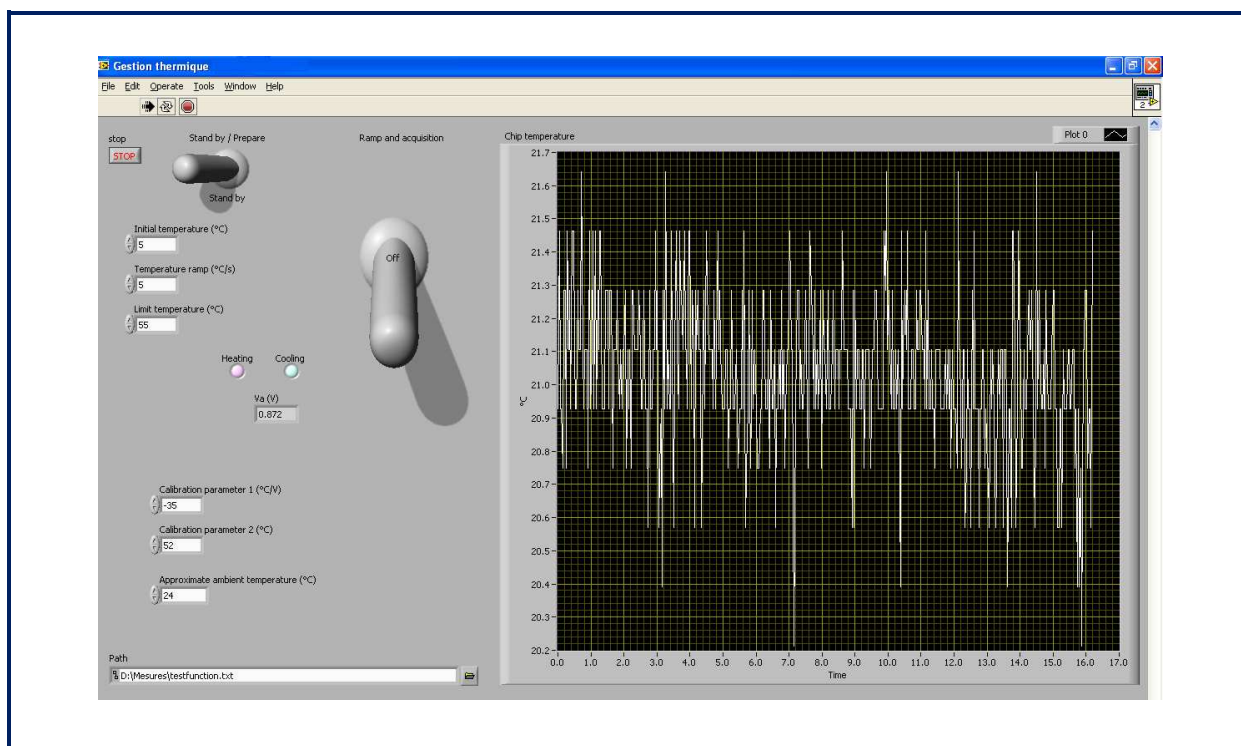 Gestion thermique
File Edit Operate Tools Window Help
2
stop
STOP
Stand by / Prepare
Stand by
Ramp and acquisition
Off
Initial temperature (°C)
5
Temperature ramp (°C/s)
5
Limit temperature (°C)
55
Heating Cooling
Va (V)
0.872
Calibration parameter 1 (°C/V)
-35
Calibration parameter 2 (°C)
52
Approximate ambient temperature (°C)
24
Path
D:\Mesures\testfunction.txt
Chip temperature
Plot 0
21.7
21.6
21.5
21.4
21.3
21.2
21.1
21.0
20.9
20.8
20.7
20.6
20.5
20.4
20.3
20.2
°C
0.0 1.0 2.0 3.0 4.0 5.0 6.0 7.0 8.0 9.0 10.0 11.0 12.0 13.0 14.0 15.0 16.0 17.0
Time